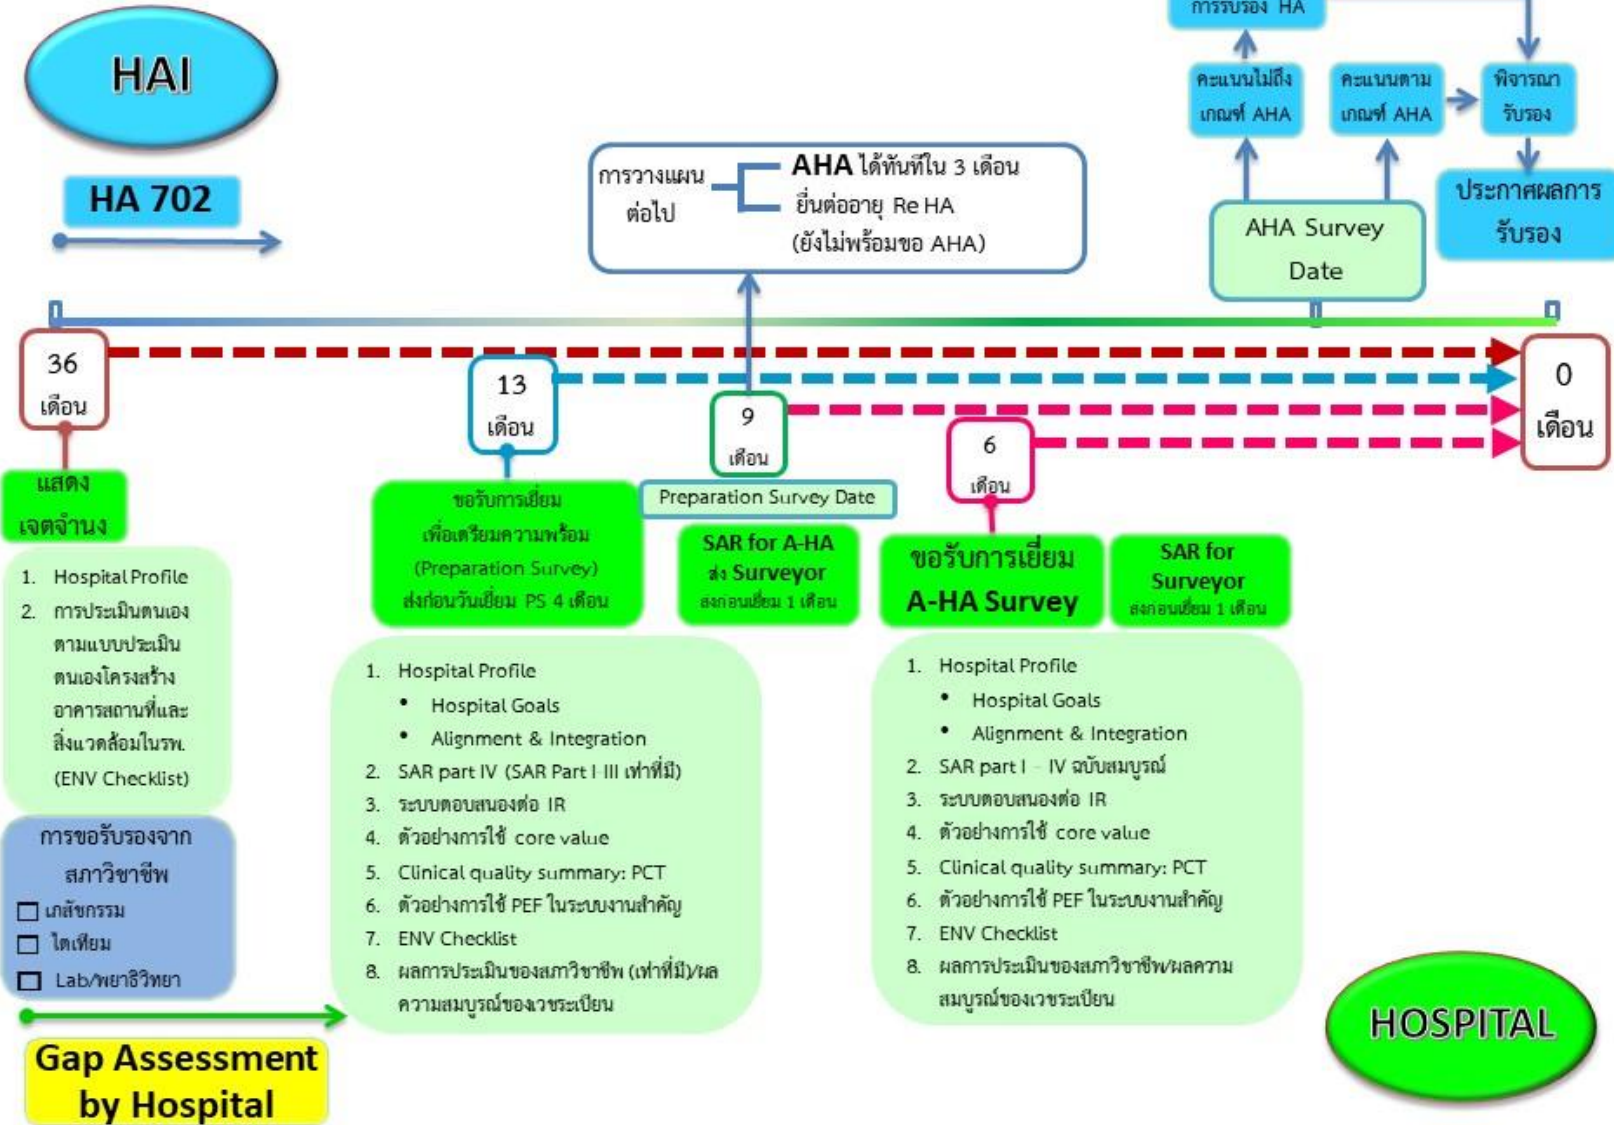 HAI
HA 702
การรับรอง HA
คะแนนไม่ถึง
เกณฑ์ AHA
คะแนนตาม
เกณฑ์ AHA
พิจารณา
รับรอง
ประกาศผลการ
รับรอง
AHA Survey
Date
การวางแผน
ต่อไป
AHA ได้ทันทีใน 3 เดือน
ยื่นต่ออายุ Re HA
(ยังไม่พร้อมขอ AHA)
36
เดือน
13
เดือน
9
เดือน
6
เดือน
0
เดือน
แสดง
เจตจำนง
1. Hospital Profile
2. การประเมินตนเอง
ตามแบบประเมิน
ตนเองโครงสร้าง
อาคารสถานที่และ
สิ่งแวดล้อมในรพ.
(ENV Checklist)
การขอรับรองจาก
สภาวิชาชีพ
เภสัชกรรม
ไตเทียม
Lab/พยาธิวิทยา
Gap Assessment
by Hospital
ขอรับการเยี่ยม
เพื่อเตรียมความพร้อม
(Preparation Survey)
ส่งก่อนวันเยี่ยม PS 4 เดือน
Preparation Survey Date
SAR for A-HA
ส่ง Surveyor
ส่งก่อนเยี่ยม 1 เดือน
1. Hospital Profile
• Hospital Goals
• Alignment & Integration
2. SAR part IV (SAR Part I-III เท่าที่มี)
3. ระบบตอบสนองต่อ IR
4. ตัวอย่างการใช้ core value
5. Clinical quality summary: PCT
6. ตัวอย่างการใช้ PEF ในระบบงานสำคัญ
7. ENV Checklist
8. ผลการประเมินของสภาวิชาชีพ (เท่าที่มี)/ผล
ความสมบูรณ์ของเวชระเบียน
ขอรับการเยี่ยม
A-HA Survey
SAR for
Surveyor
ส่งก่อนเยี่ยม 1 เดือน
1. Hospital Profile
• Hospital Goals
• Alignment & Integration
2. SAR part I – IV ฉบับสมบูรณ์
3. ระบบตอบสนองต่อ IR
4. ตัวอย่างการใช้ core value
5. Clinical quality summary: PCT
6. ตัวอย่างการใช้ PEF ในระบบงานสำคัญ
7. ENV Checklist
8. ผลการประเมินของสภาวิชาชีพ/ผลความ
สมบูรณ์ของเวชระเบียน
HOSPITAL